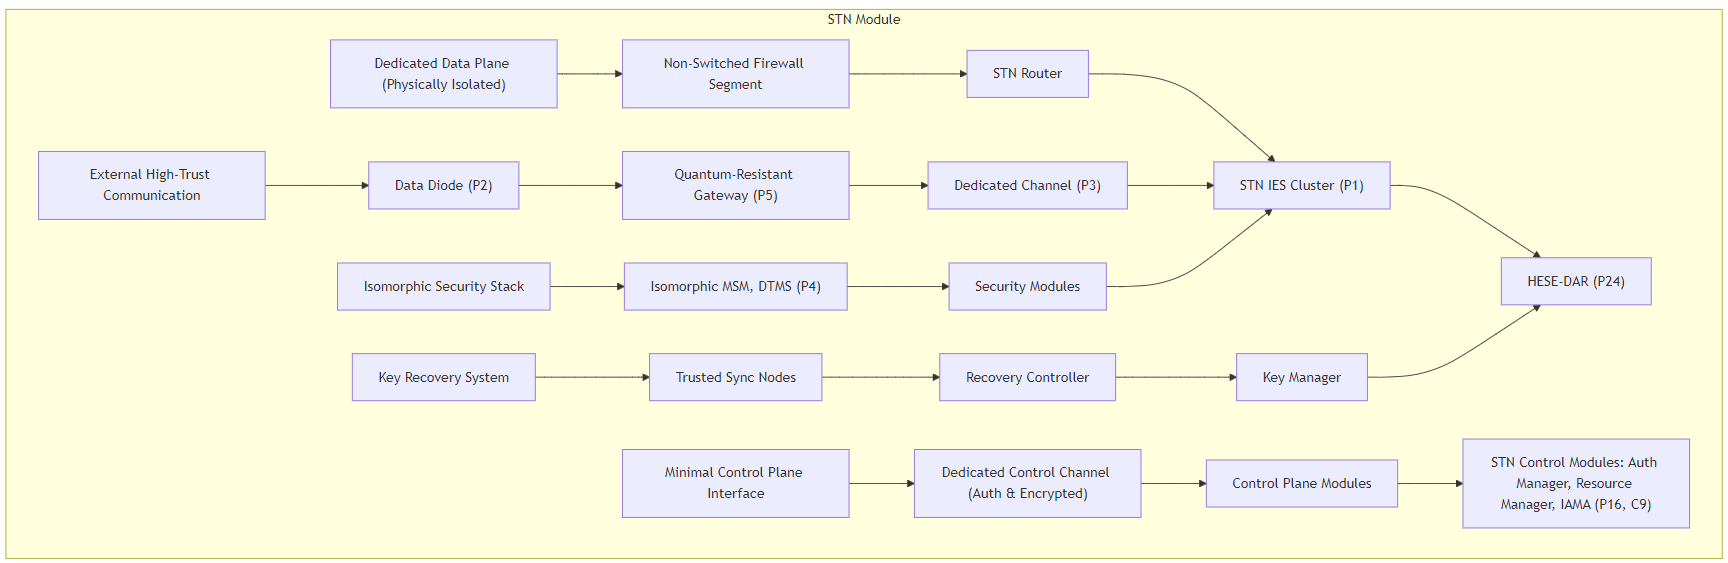 STN Module
Dedicated Data Plane
(Physically Isolated)
Non-Switched Firewall
Segment
STN Router
External High-Trust
Communication
Data Diode (P2)
Quantum-Resistant
Gateway (P5)
Dedicated Channel (P3)
STN IES Cluster (P1)
Isomorphic Security Stack
Isomorphic MSM, DTMS (P4)
Security Modules
HESE-DAR (P24)
Key Recovery System
Trusted Sync Nodes
Recovery Controller
Key Manager
Minimal Control Plane
Interface
Dedicated Control Channel
(Auth & Encrypted)
Control Plane Modules
STN Control Modules: Auth
Manager, Resource
Manager, IAMA (P16, C9)